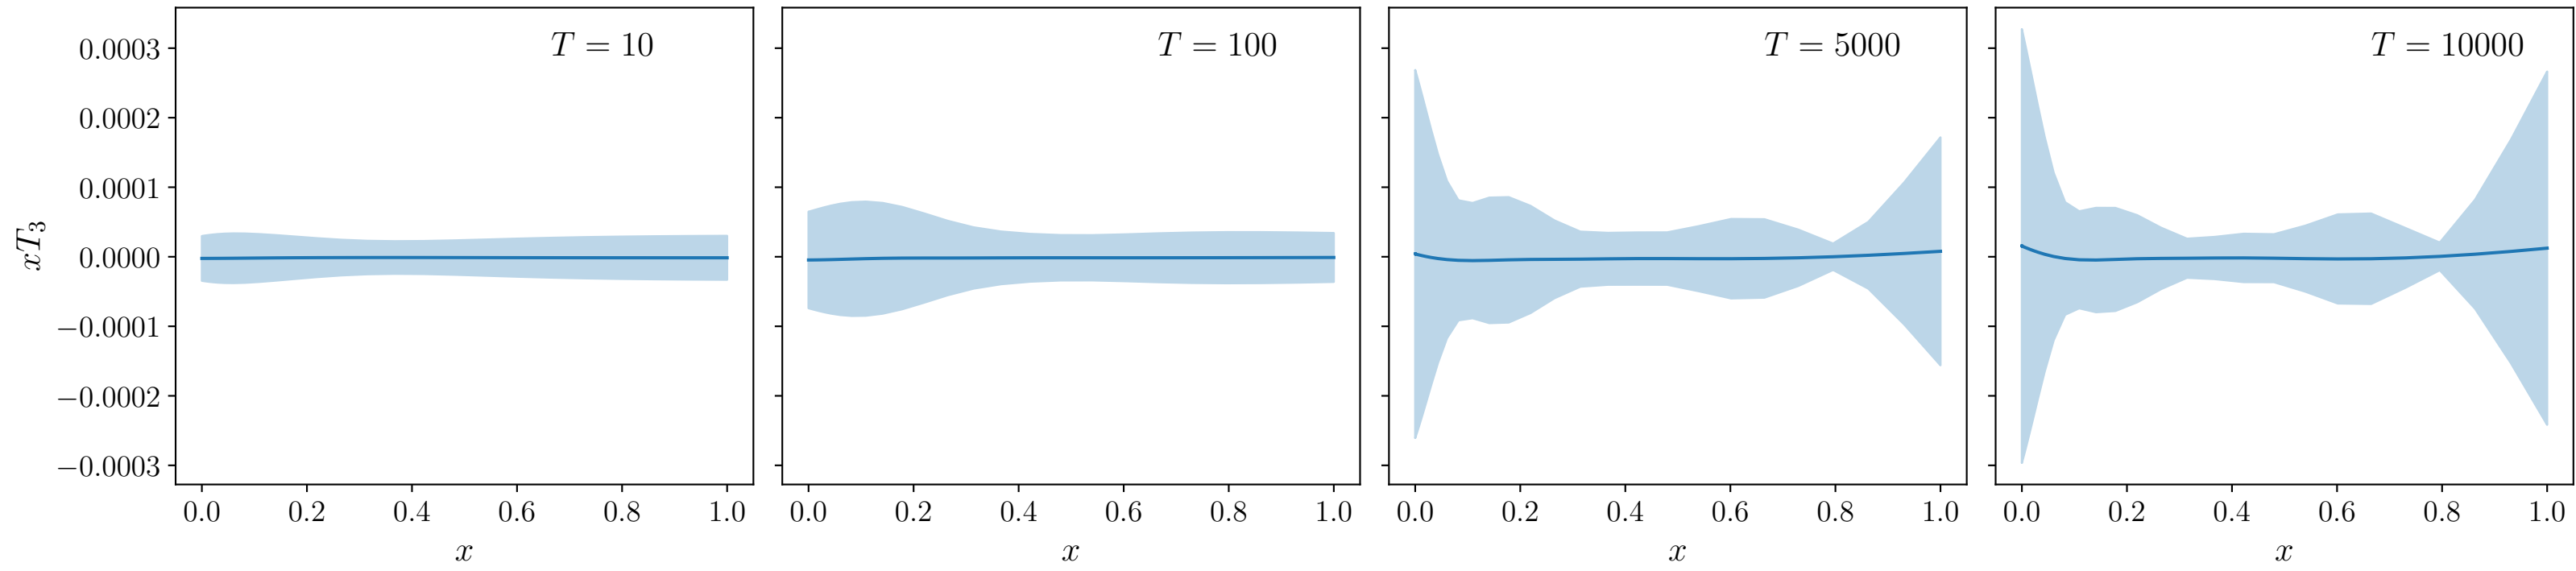 T = 10
T = 100
T = 5000
T = 10000
0.0003
0.0002
0.0001
0.0000
−0.0001
−0.0002
−0.0003
xT₃
0.0 0.2 0.4 0.6 0.8 1.0
0.0 0.2 0.4 0.6 0.8 1.0
0.0 0.2 0.4 0.6 0.8 1.0
0.0 0.2 0.4 0.6 0.8 1.0
x
x
x
x